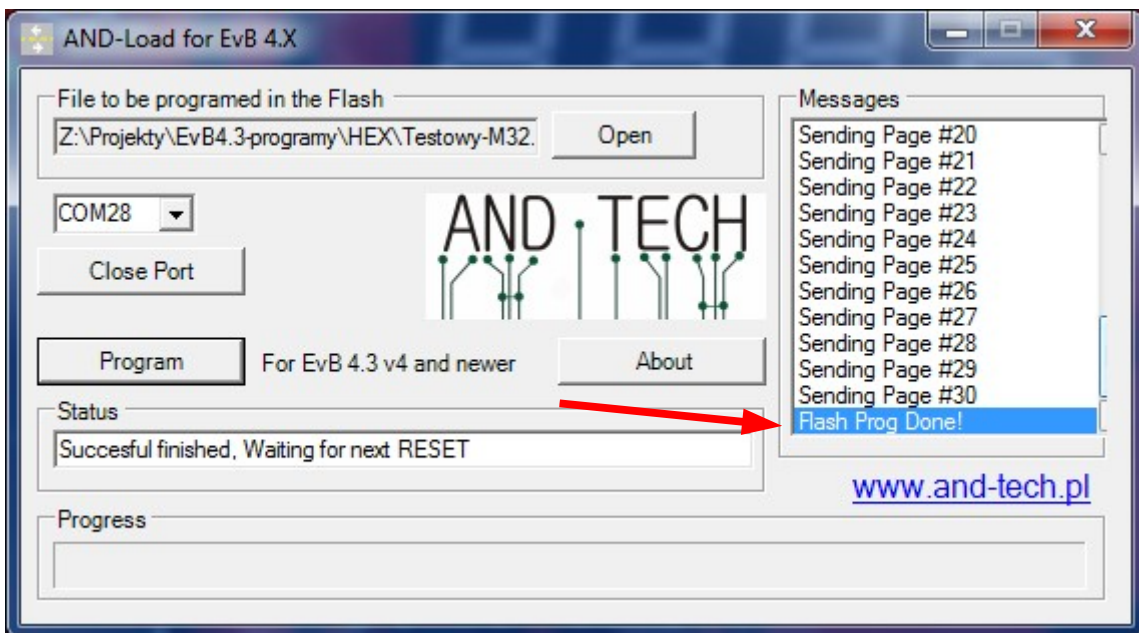 AND-Load for EvB 4.X
File to be programed in the Flash
Z:\Projekty\EvB4.3-programy\HEX\Testowy-M32.
Open
COM28
Close Port
AND TECH
Program
For EvB 4.3 v4 and newer
About
Status
Succesful finished, Waiting for next RESET
Progress
Messages
Sending Page #20
Sending Page #21
Sending Page #22
Sending Page #23
Sending Page #24
Sending Page #25
Sending Page #26
Sending Page #27
Sending Page #28
Sending Page #29
Sending Page #30
Flash Prog Done!
www.and-tech.pl